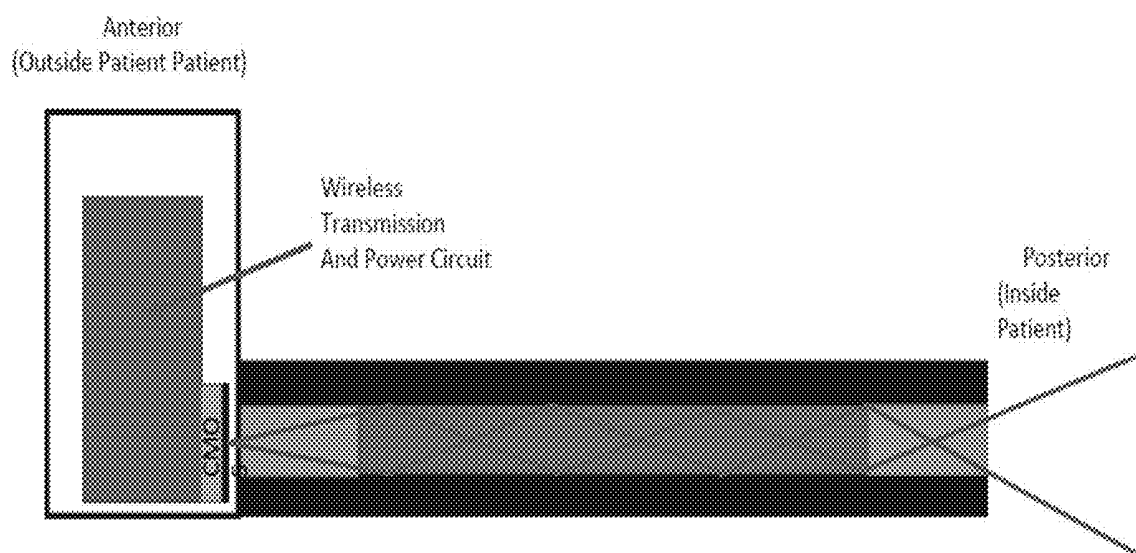 Anterior
(Outside Patient Patient)
Wireless
Transmission
And Power Circuit
Posterior
(Inside
Patient)
CMO
S